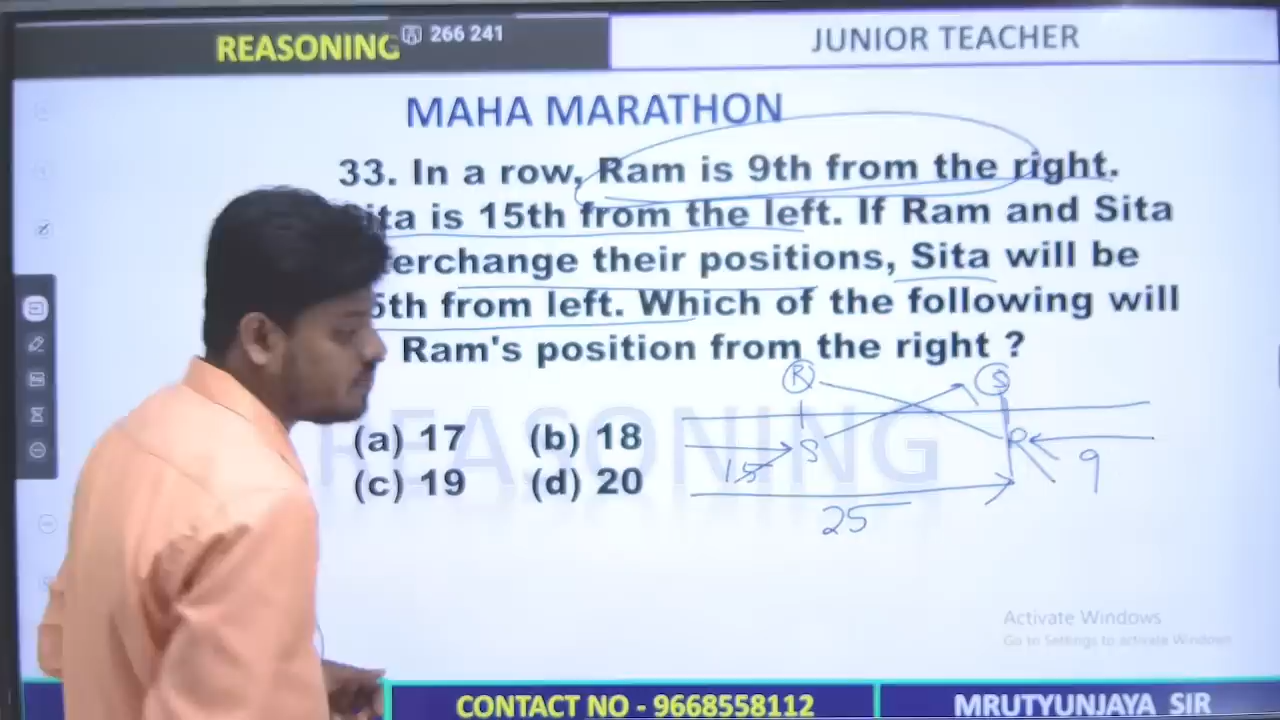 REASONING
266 241
JUNIOR TEACHER
MAHA MARATHON
33. In a row, Ram is 9th from the right.
Sita is 15th from the left. If Ram and Sita
erchange their positions, Sita will be
5th from left. Which of the following will
Ram's position from the right ?
(a) 17 (b) 18
(c) 19 (d) 20
REASONING
R S
S R
15 9
25
Activate Windows
Go to Settings to activate Windows
CONTACT NO - 9668558112
MRUTYUNJAYA SIR